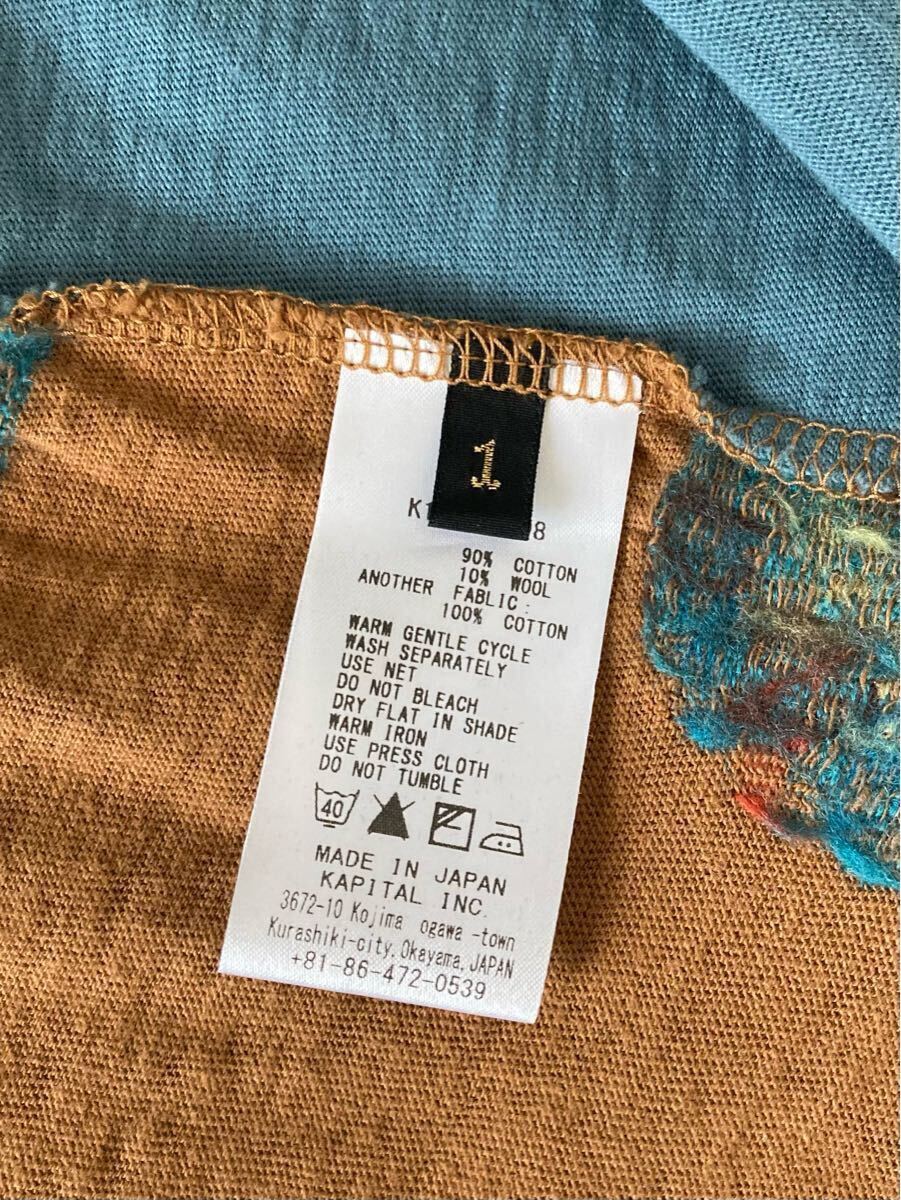 1
8
90% COTTON
10% WOOL
ANOTHER FABLIC:
100% COTTON
WARM GENTLE CYCLE
WASH SEPARATELY
USE NET
DO NOT BLEACH
DRY FLAT IN SHADE
WARM IRON
USE PRESS CLOTH
DO NOT TUMBLE
40
MADE IN JAPAN
KAPITAL INC.
3672-10 Kojima ogawa -town
Kurashiki-city, Okayama, JAPAN
+81-86-472-0539